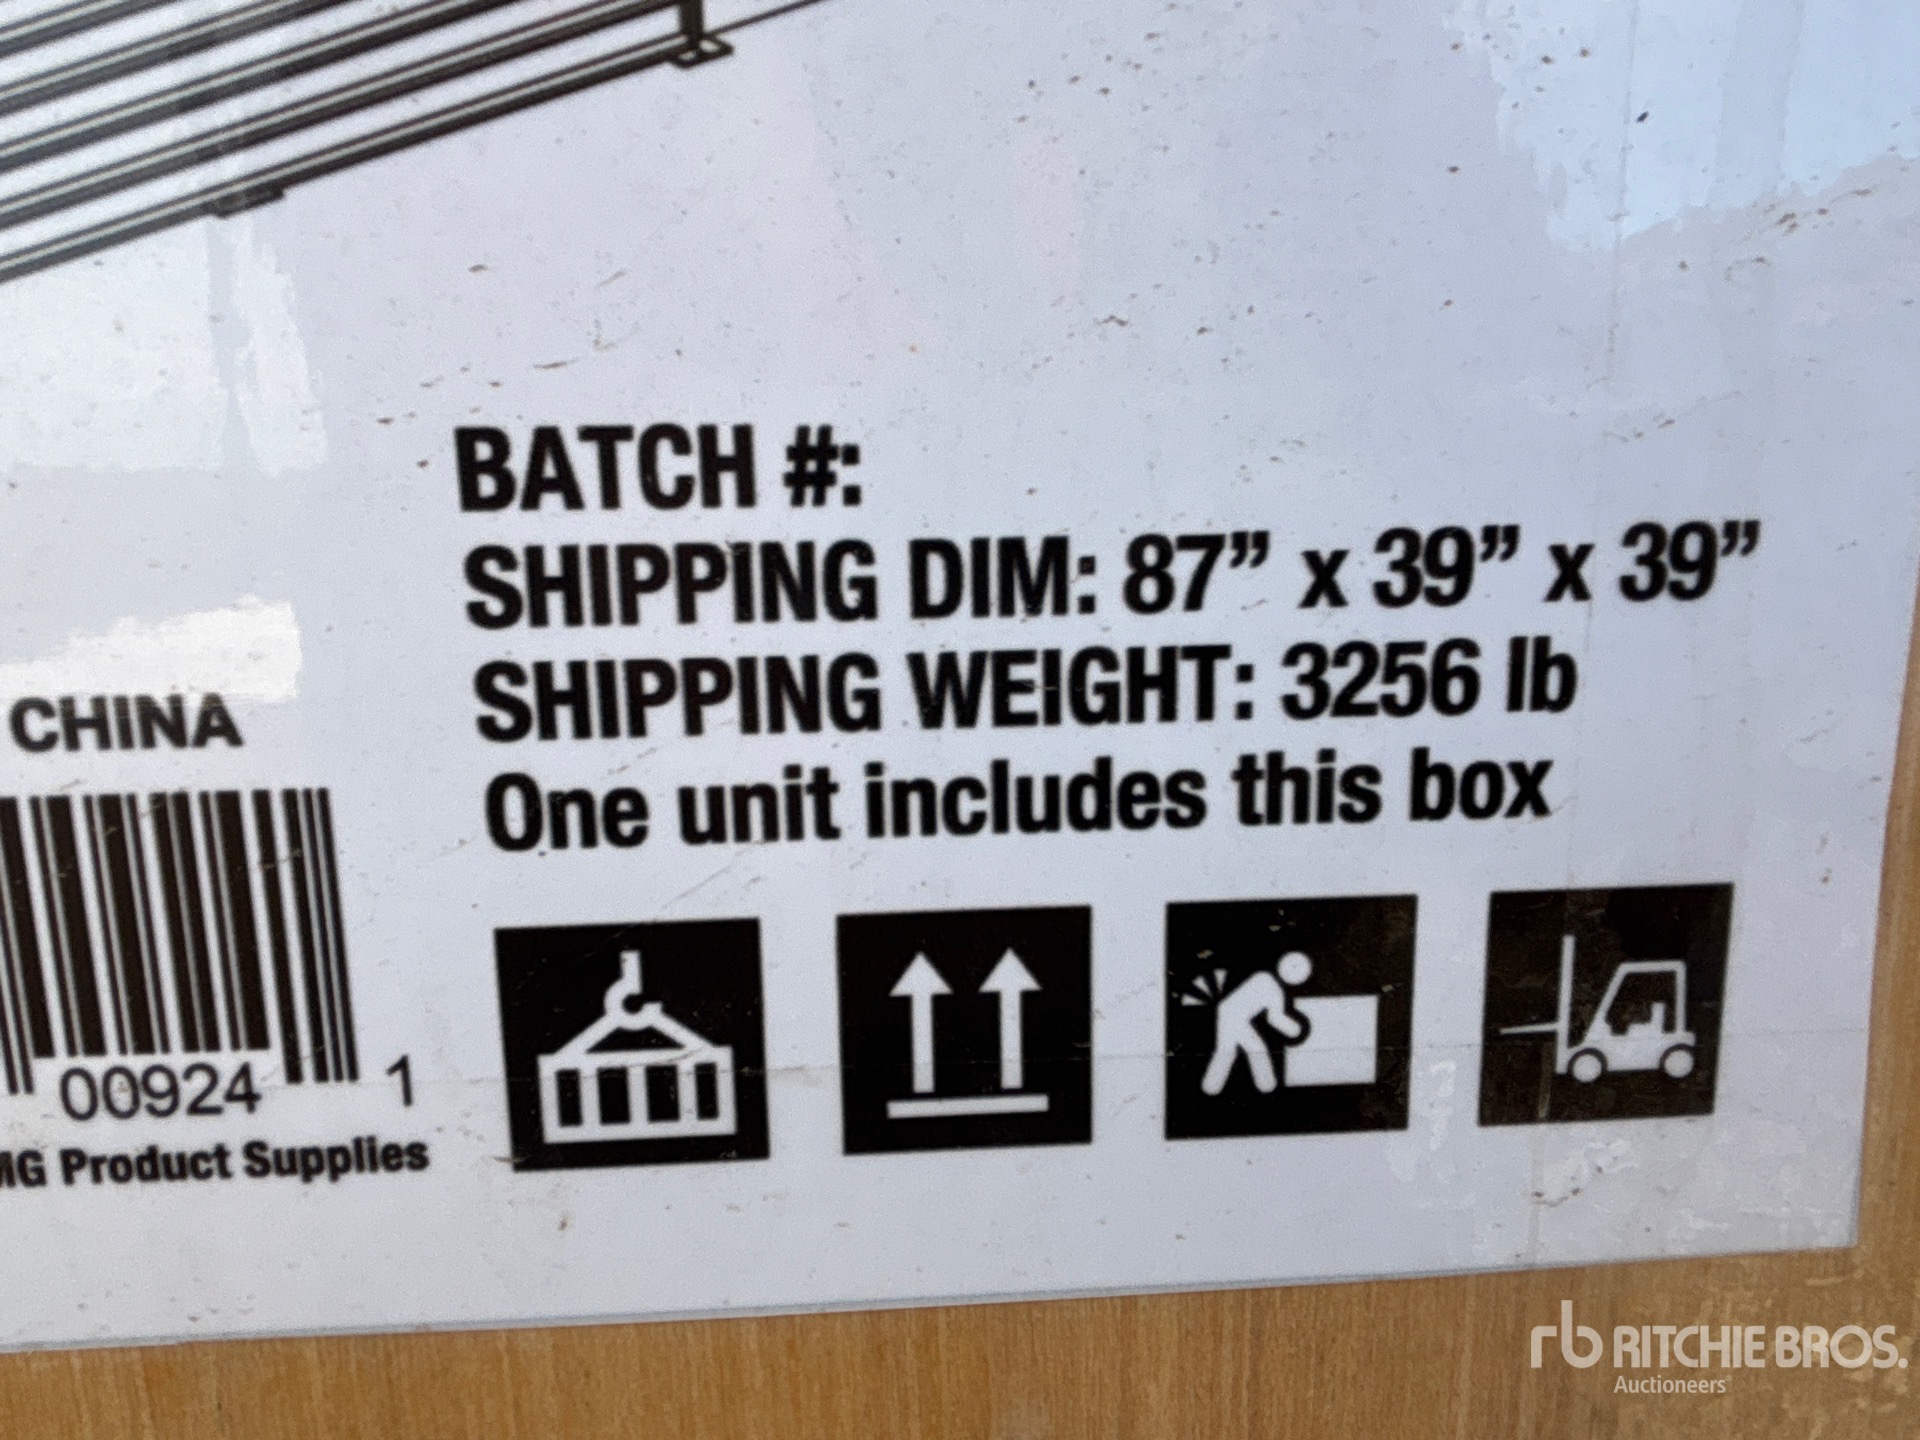 BATCH #:
SHIPPING DIM: 87” x 39” x 39”
SHIPPING WEIGHT: 3256 lb
One unit includes this box
CHINA
00924 1
Product Supplies
rb RITCHIE BROS.
Auctioneers